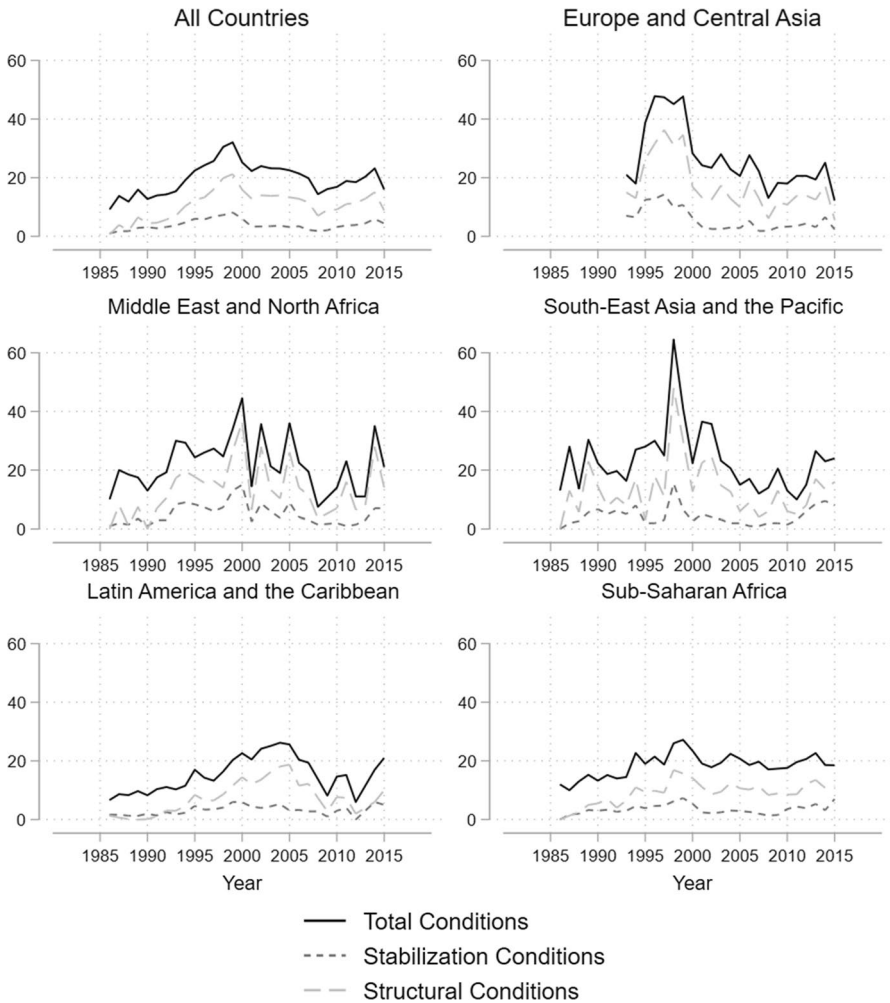 All Countries
Europe and Central Asia
60
40
20
0
1985 1990 1995 2000 2005 2010 2015
60
40
20
0
1985 1990 1995 2000 2005 2010 2015
Middle East and North Africa
South-East Asia and the Pacific
60
40
20
0
1985 1990 1995 2000 2005 2010 2015
60
40
20
0
1985 1990 1995 2000 2005 2010 2015
Latin America and the Caribbean
Sub-Saharan Africa
60
40
20
0
1985 1990 1995 2000 2005 2010 2015
Year
60
40
20
0
1985 1990 1995 2000 2005 2010 2015
Year
Total Conditions
Stabilization Conditions
Structural Conditions